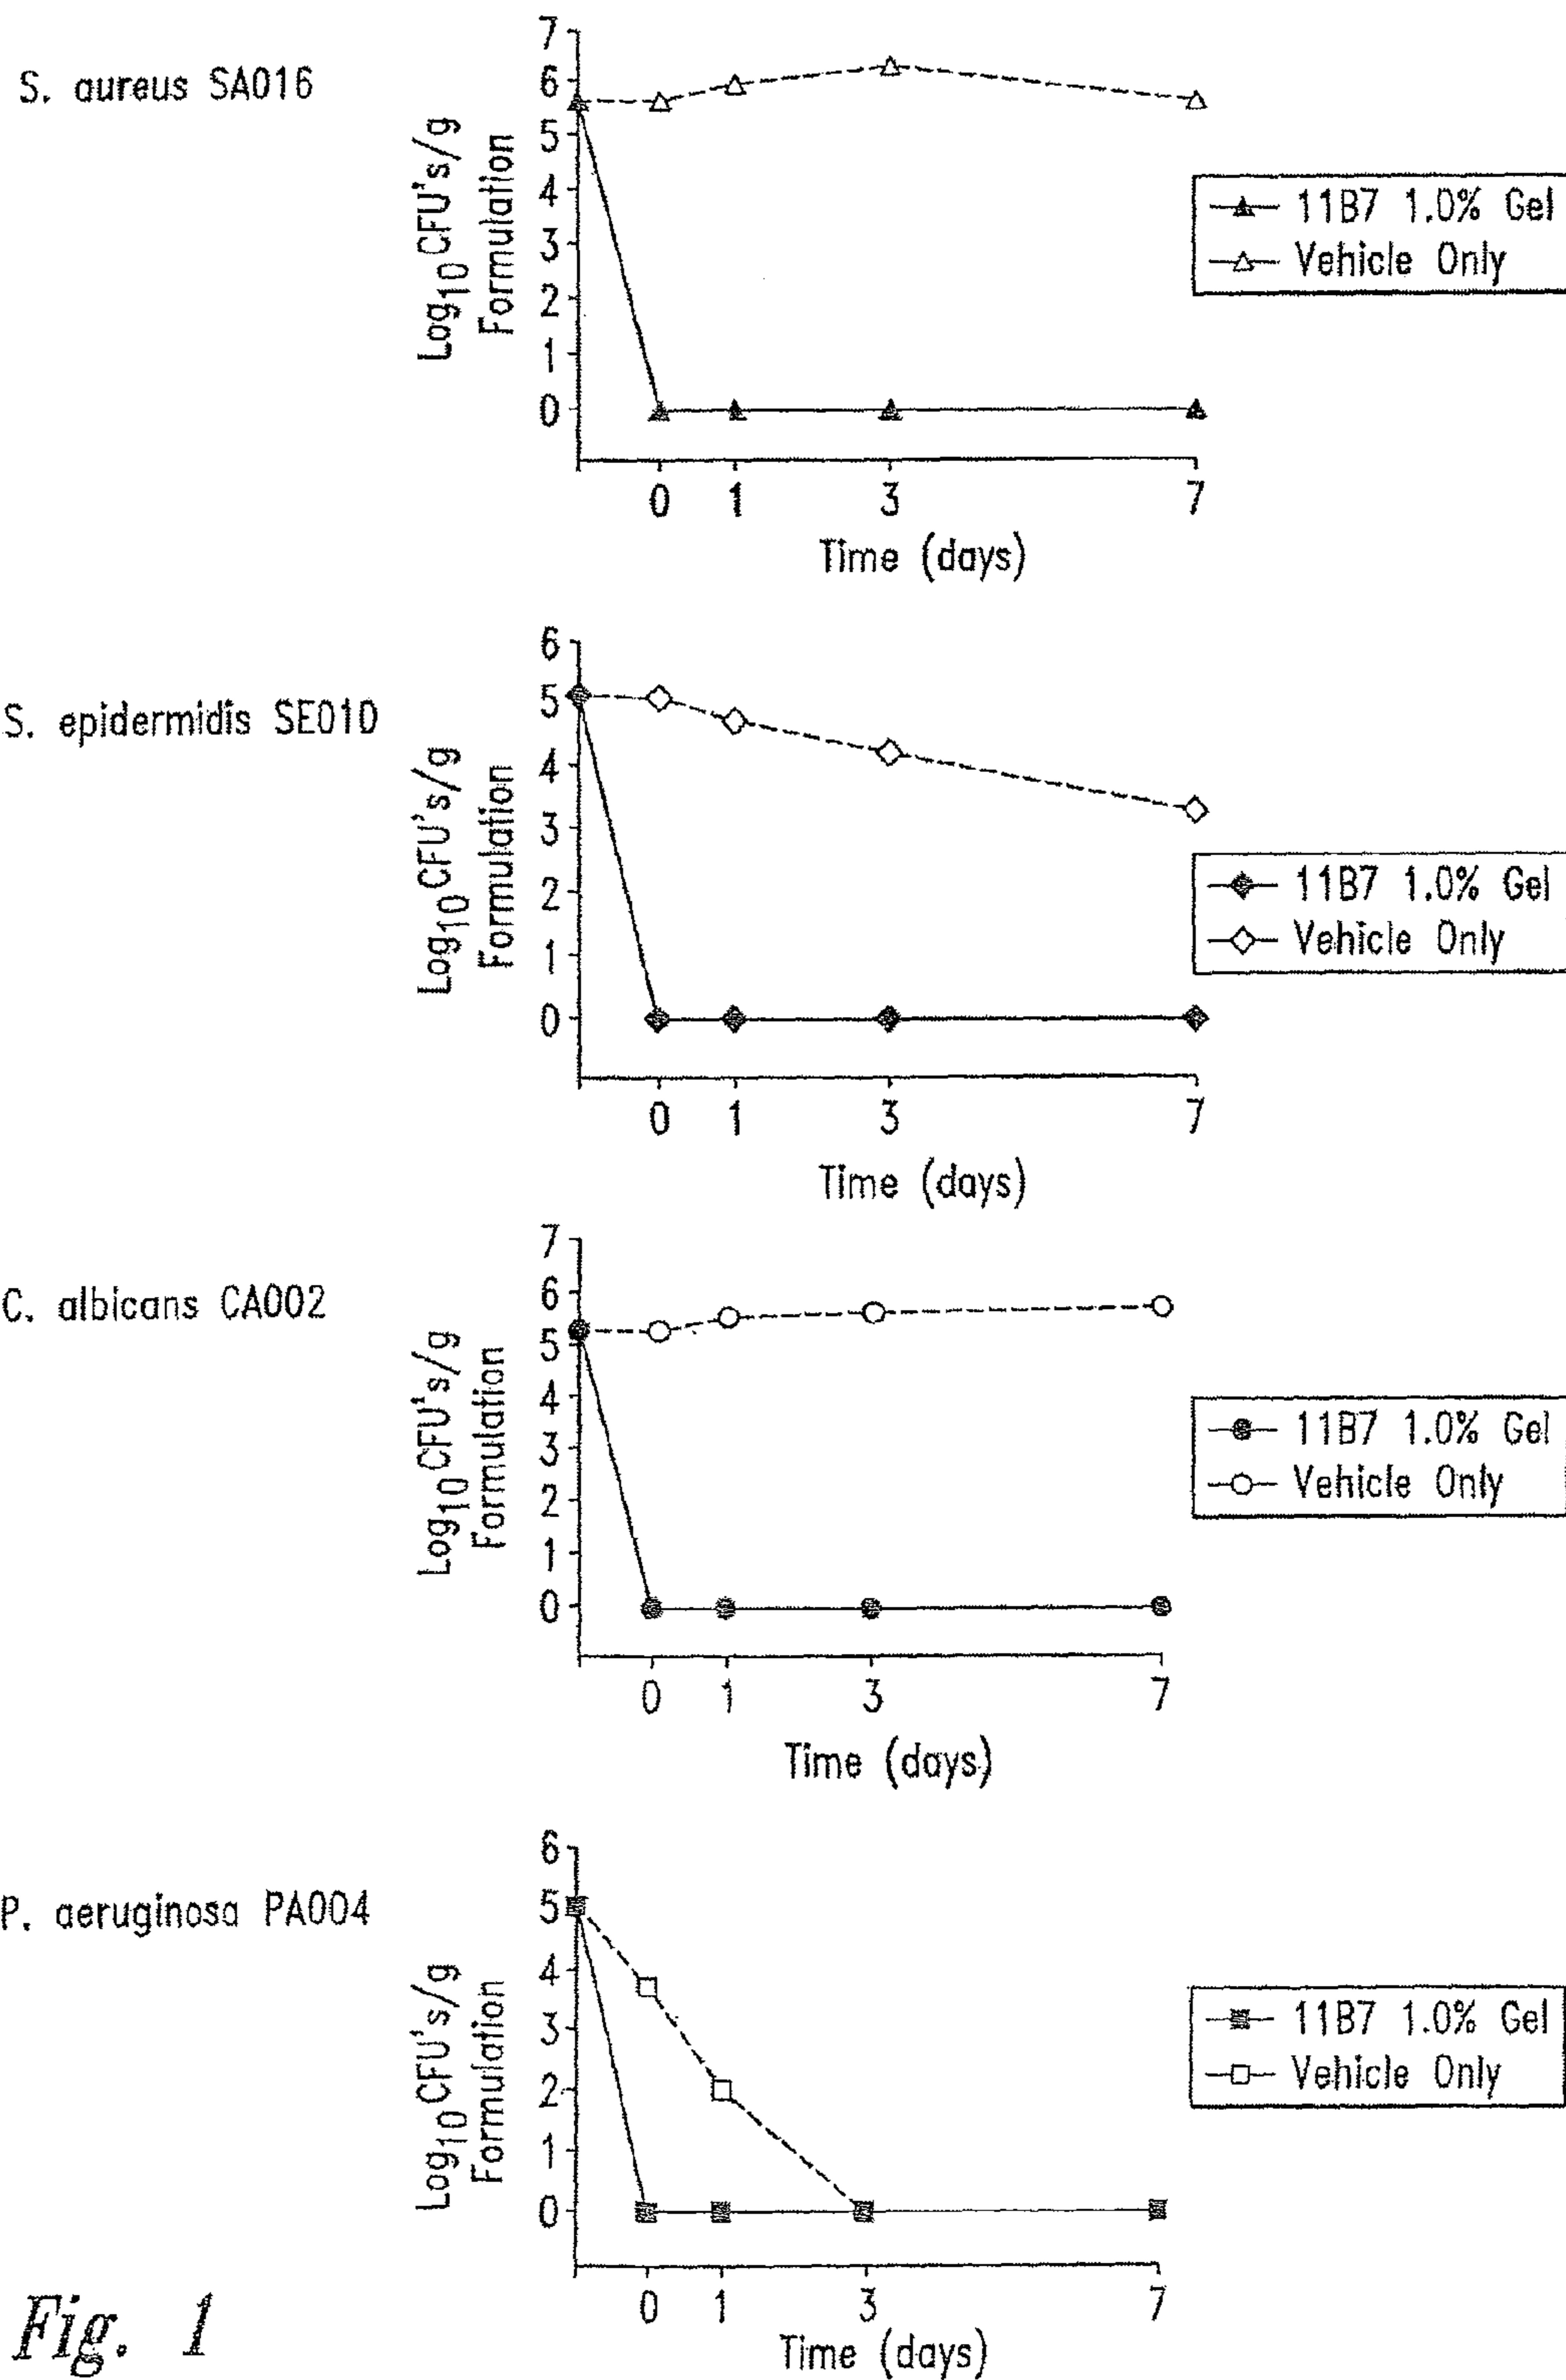 S. aureus SA016
Log10CFU's/g
Formulation
7
6
5
4
3
2
1
0
0 1 3 7
Time (days)
11B7 1.0% Gel
Vehicle Only
S. epidermidis SE010
Log10CFU's/g
Formulation
6
5
4
3
2
1
0
0 1 3 7
Time (days)
11B7 1.0% Gel
Vehicle Only
C. albicans CA002
Log10CFU's/g
Formulation
7
6
5
4
3
2
1
0
0 1 3 7
Time (days)
11B7 1.0% Gel
Vehicle Only
P. aeruginosa PA004
Log10CFU's/g
Formulation
6
5
4
3
2
1
0
0 1 3 7
Time (days)
11B7 1.0% Gel
Vehicle Only
Fig. 1